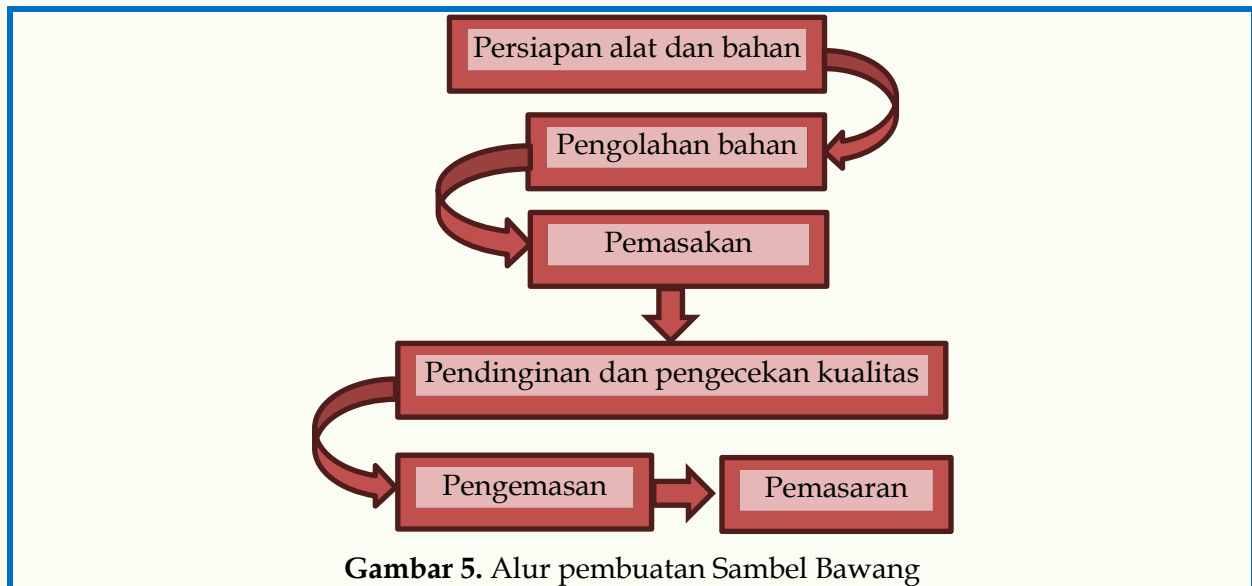 Persiapan alat dan bahan
Pengolahan bahan
Pemasakan
Pendinginan dan pengecekan kualitas
Pengemasan
Pemasaran
Gambar 5. Alur pembuatan Sambel Bawang